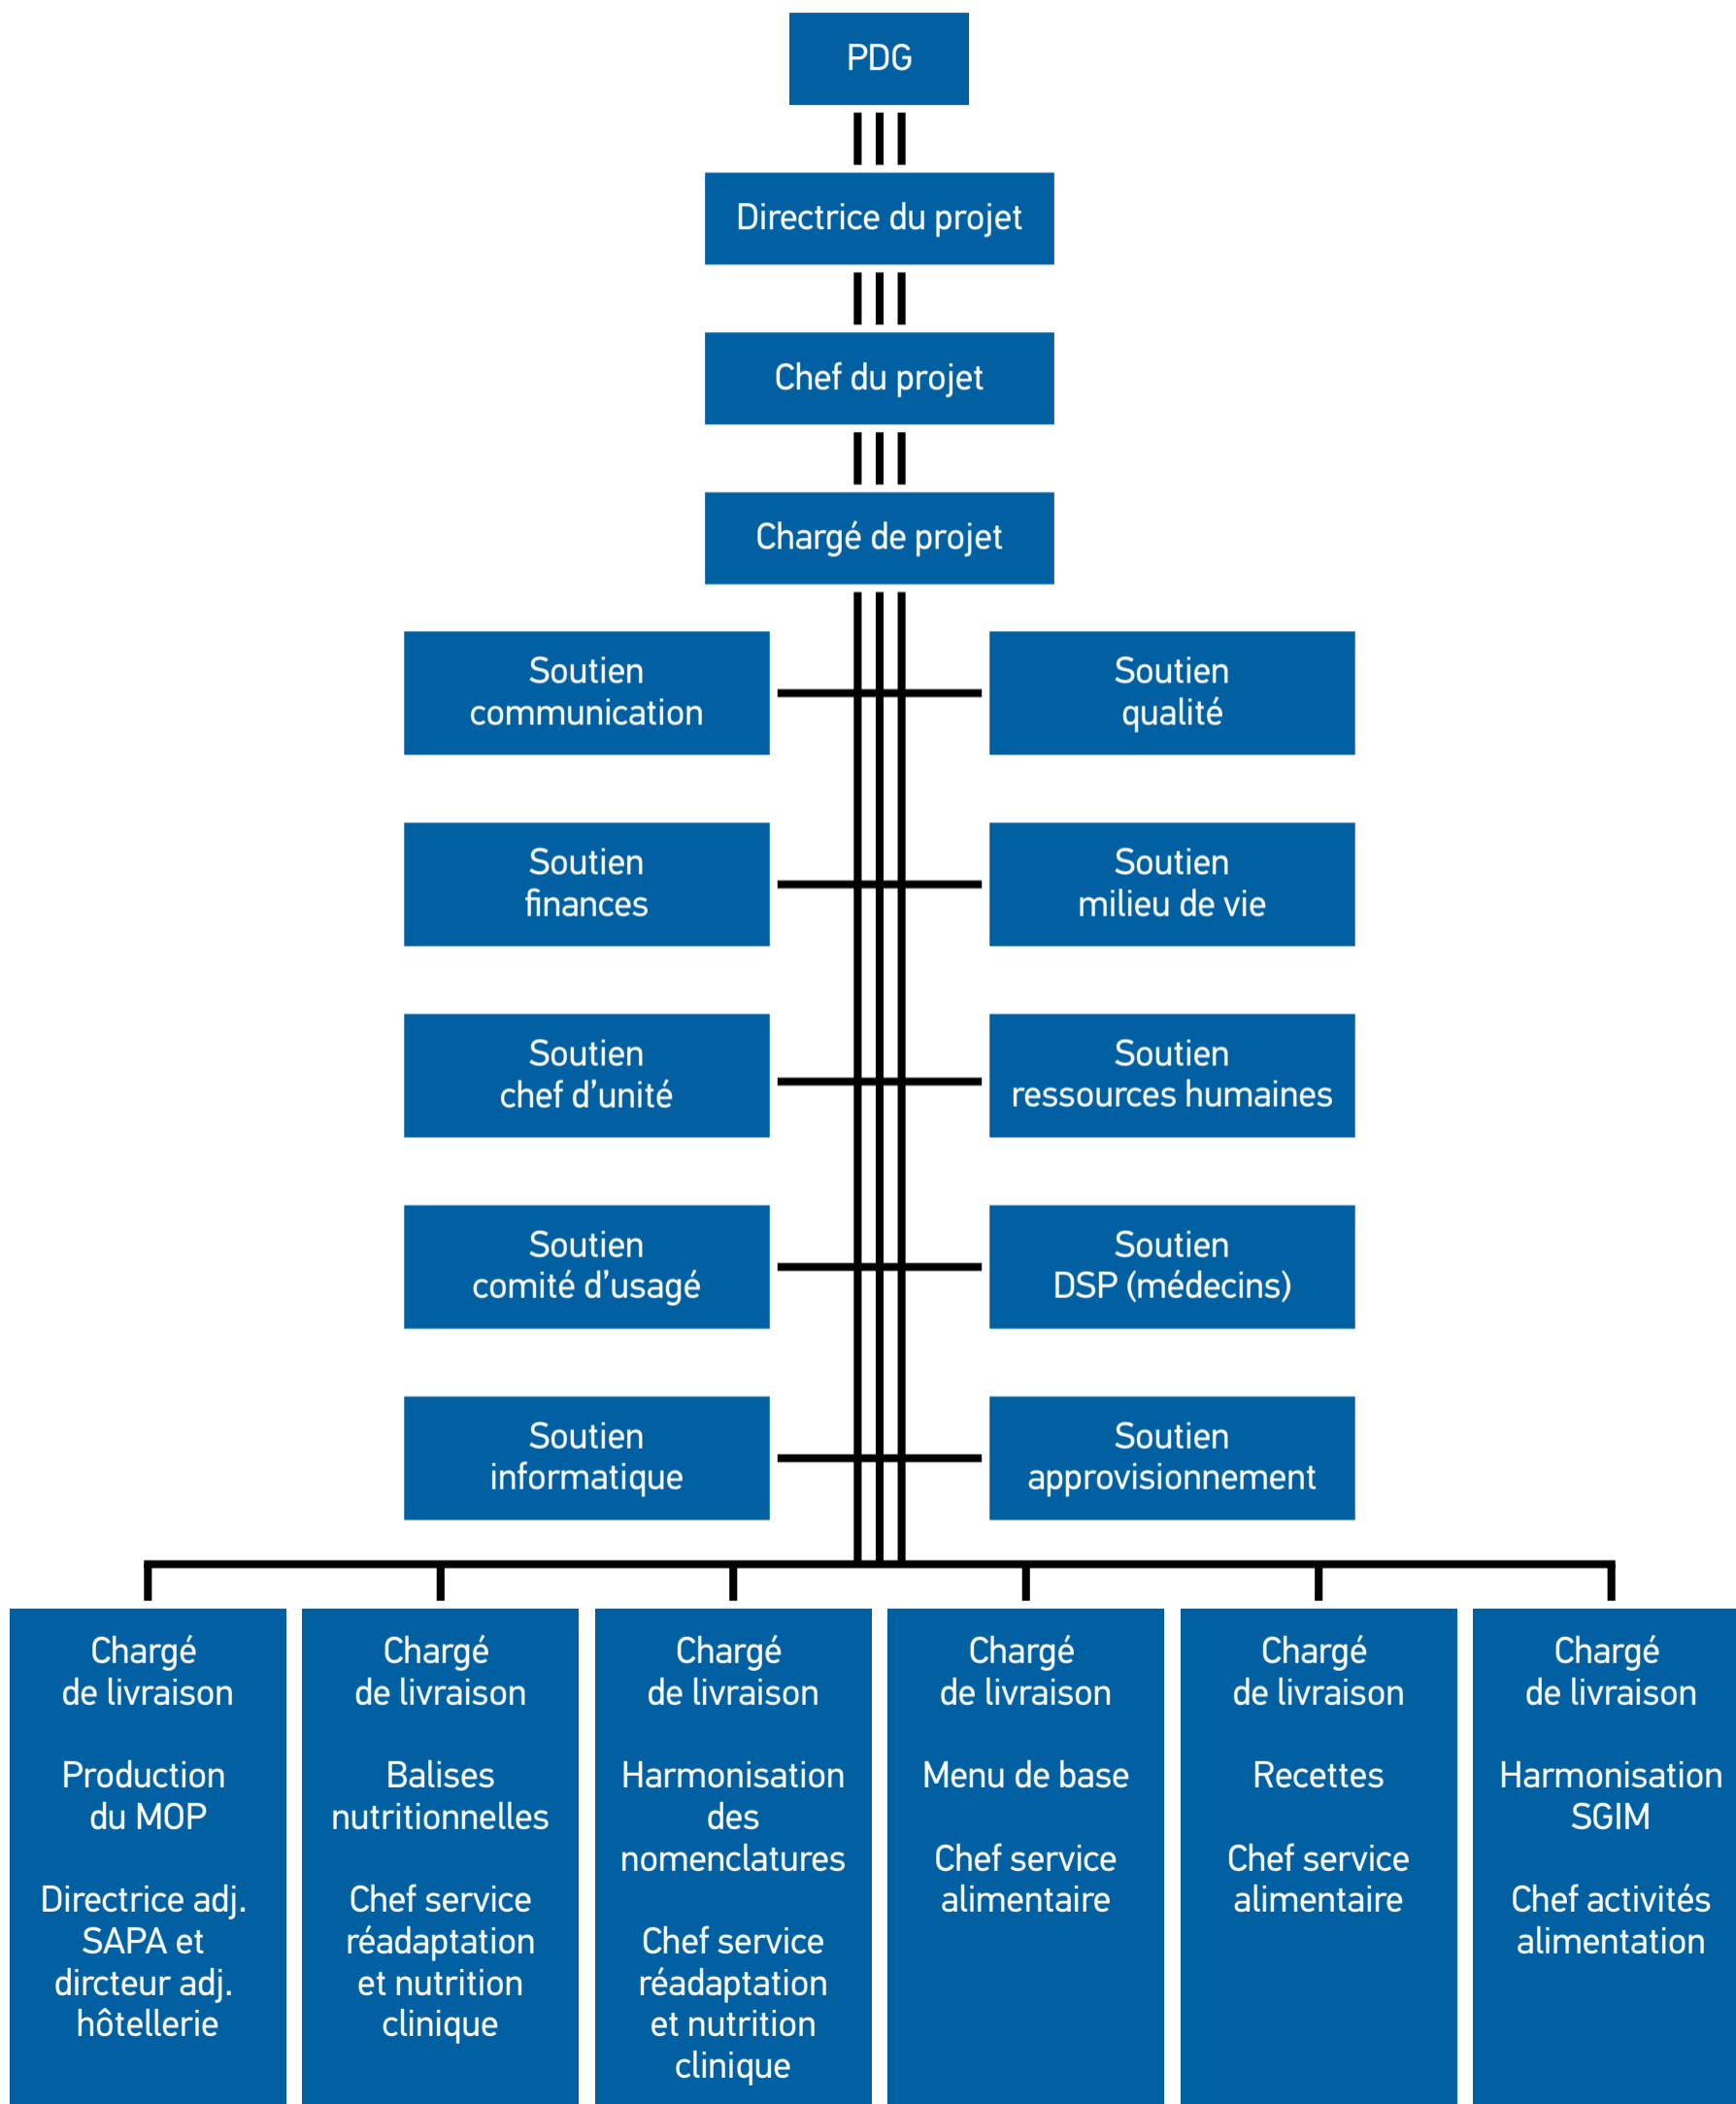 PDG
Directrice du projet
Chef du projet
Chargé de projet
Soutien
communication
Soutien
qualité
Soutien
finances
Soutien
milieu de vie
Soutien
chef d’unité
Soutien
ressources humaines
Soutien
comité d’usagé
Soutien
DSP (médecins)
Soutien
informatique
Soutien
approvisionnement
Chargé
de livraison
Production
du MOP
Directrice adj.
SAPA et
dircteur adj.
hôtellerie
Chargé
de livraison
Balises
nutritionnelles
Chef service
réadaptation
et nutrition
clinique
Chargé
de livraison
Harmonisation
des
nomenclatures
Chef service
réadaptation
et nutrition
clinique
Chargé
de livraison
Menu de base
Chef service
alimentaire
Chargé
de livraison
Recettes
Chef service
alimentaire
Chargé
de livraison
Harmonisation
SGIM
Chef activités
alimentation